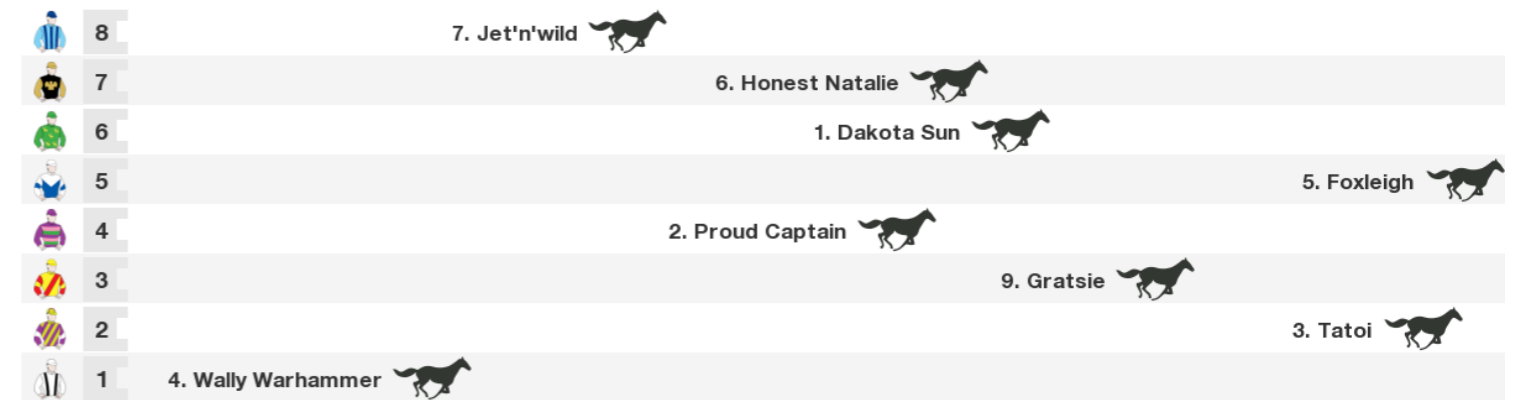 8 7. Jet'n'wild
7 6. Honest Natalie
6 1. Dakota Sun
5 5. Foxleigh
4 2. Proud Captain
3 9. Gratsie
2 3. Tatoi
1 4. Wally Warhammer